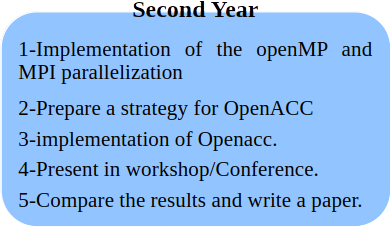 Second Year
1-Implementation of the openMP and
MPI parallelization
2-Prepare a strategy for OpenACC
3-implementation of Openacc.
4-Present in workshop/Conference.
5-Compare the results and write a paper.